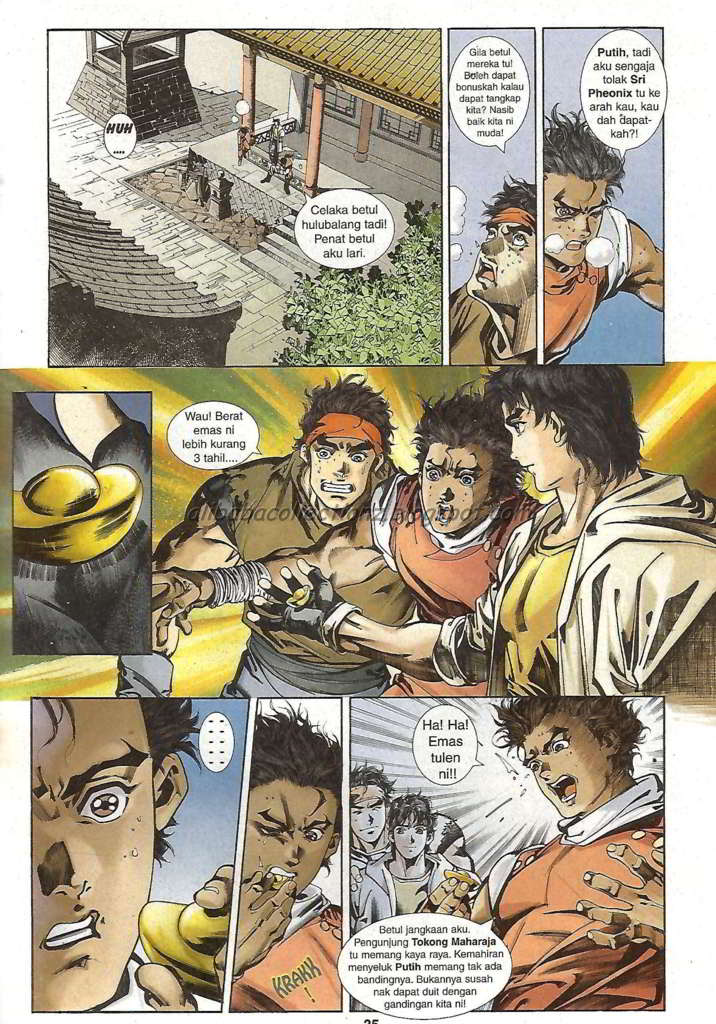 HUH
....
Celaka betul
hulubalang tadi!
Penat betul
aku lari.
Gila betul
mereka tu!
Boleh dapat
bonuskah kalau
dapat tangkap
kita? Nasib
baik kita ni
muda!
Putih, tadi
aku sengaja
tolak Sri
Pheonix tu ke
arah kau, kau
dah dapat-
kah?!
Wau! Berat
emas ni
lebih kurang
3 tahil....
Ha! Ha!
Emas
tulen
ni!!
KRAKK
!
Betul jangkaan aku.
Pengunjung Tokong Maharaja
tu memang kaya raya. Kemahiran
menyeluk Putih memang tak ada
bandingnya. Bukannya susah
nak dapat duit dengan
gandingan kita ni!